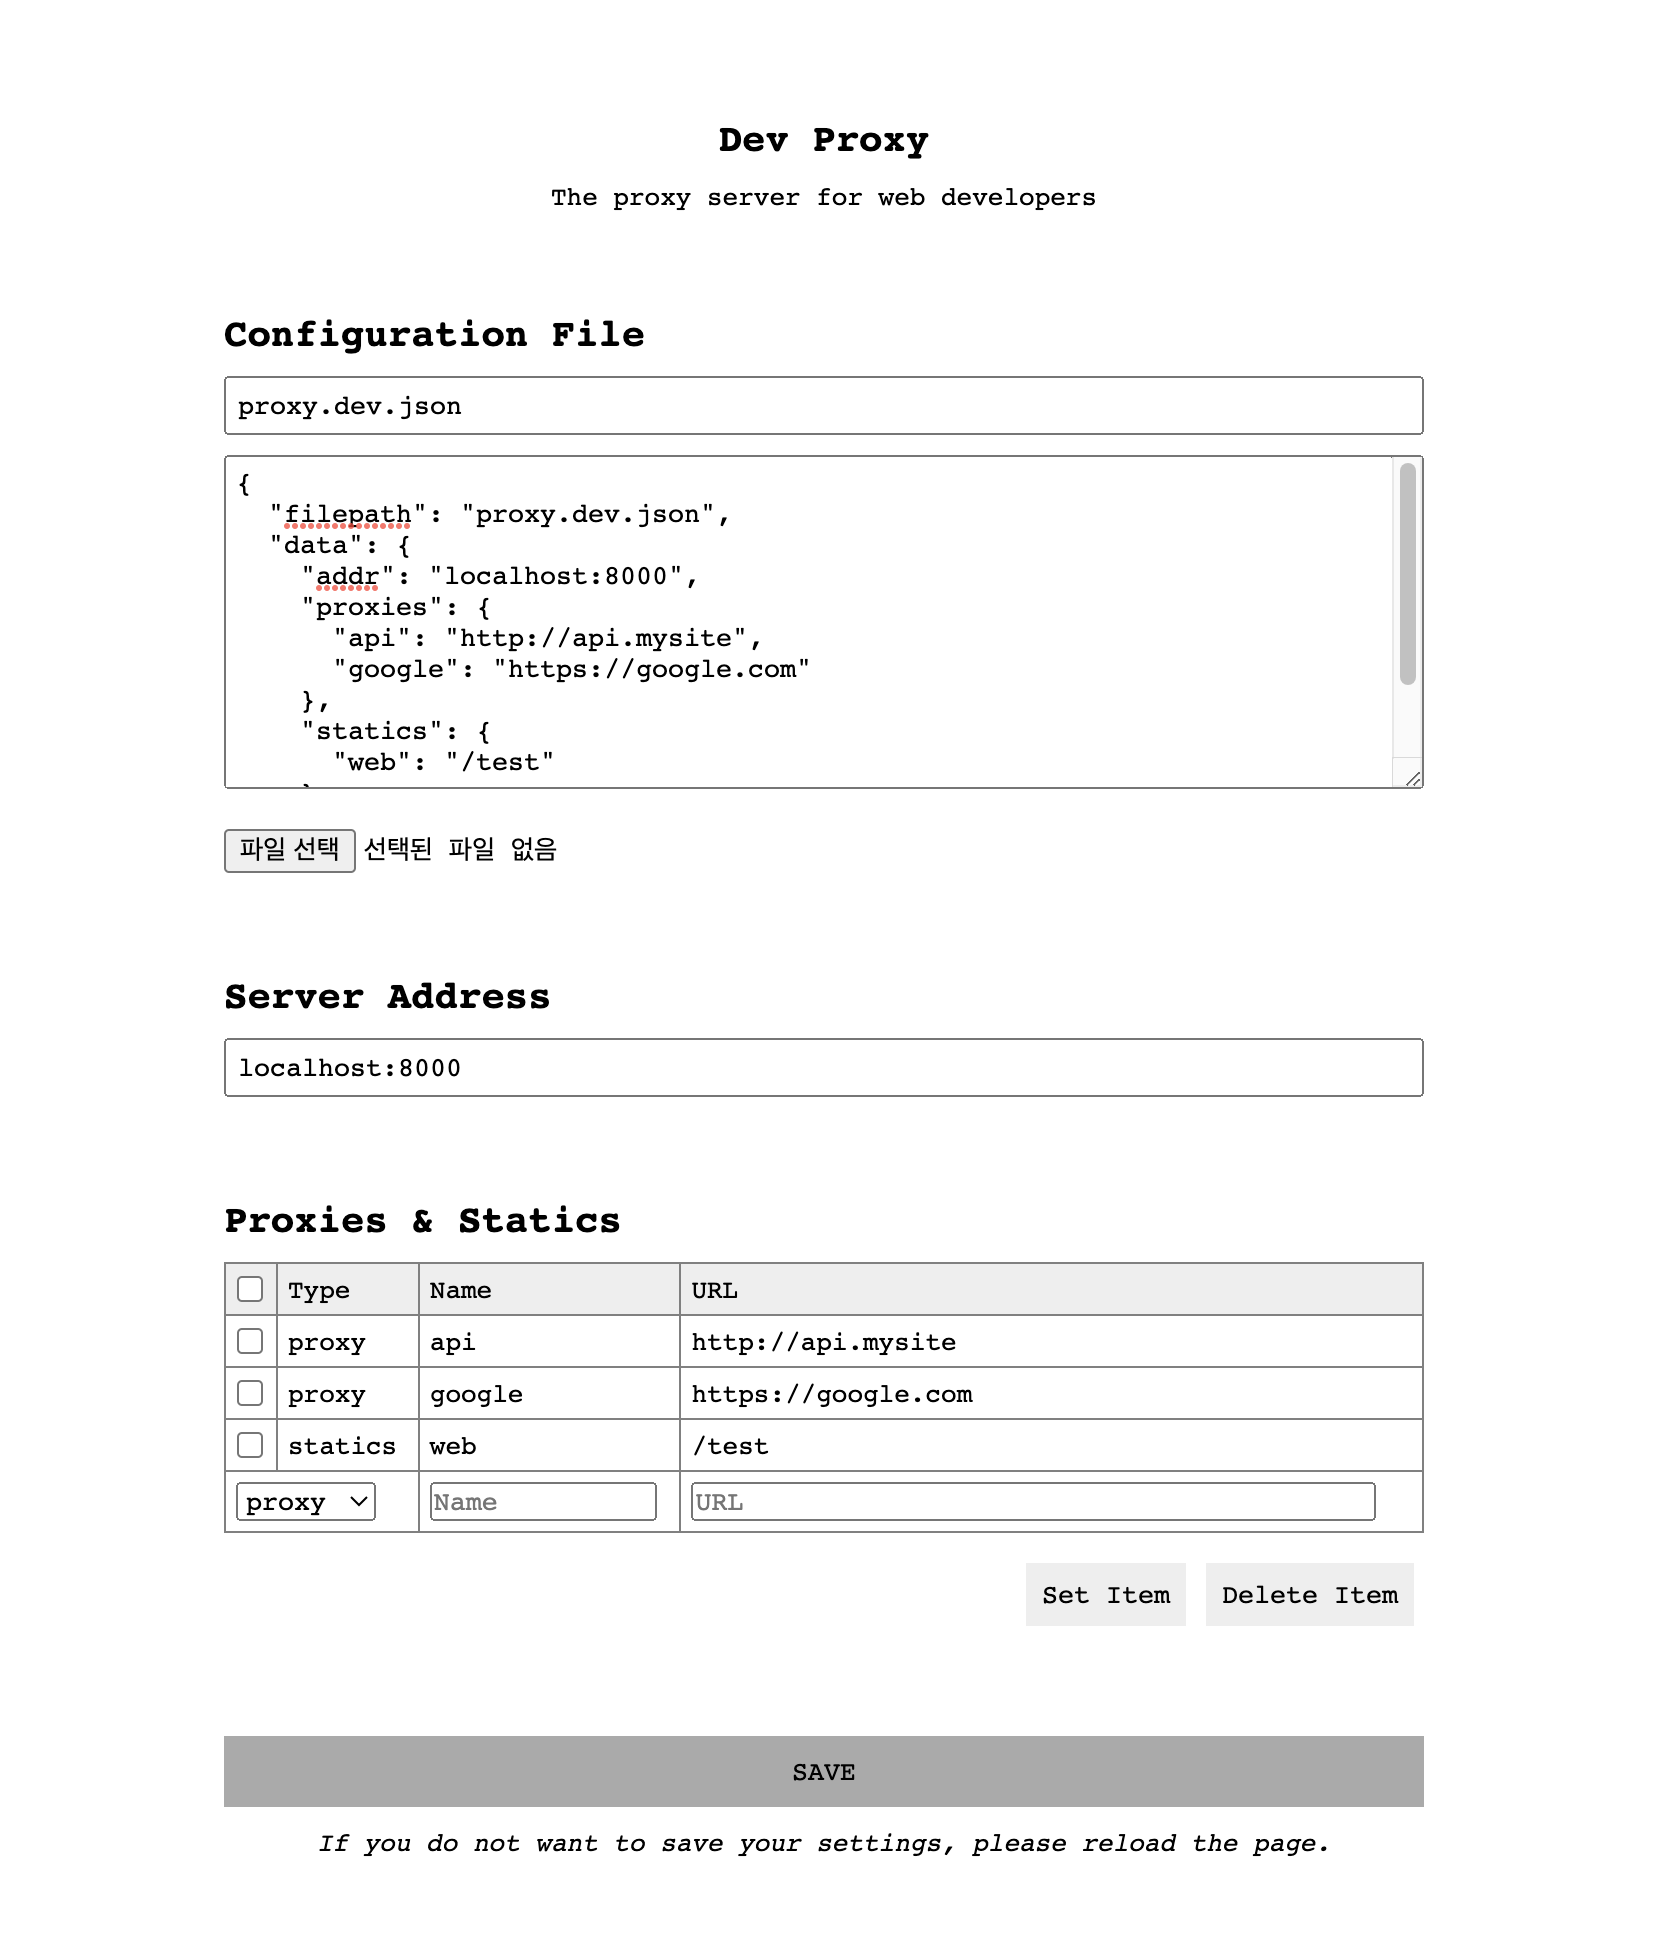 Dev Proxy
The proxy server for web developers
Configuration File
proxy.dev.json
{
  "filepath": "proxy.dev.json",
  "data": {
    "addr": "localhost:8000",
    "proxies": {
      "api": "http://api.mysite",
      "google": "https://google.com"
    },
    "statics": {
      "web": "/test"
파일 선택 선택된 파일 없음
Server Address
localhost:8000
Proxies & Statics
Type Name URL
proxy api http://api.mysite
proxy google https://google.com
statics web /test
proxy Name URL
Set Item Delete Item
SAVE
If you do not want to save your settings, please reload the page.